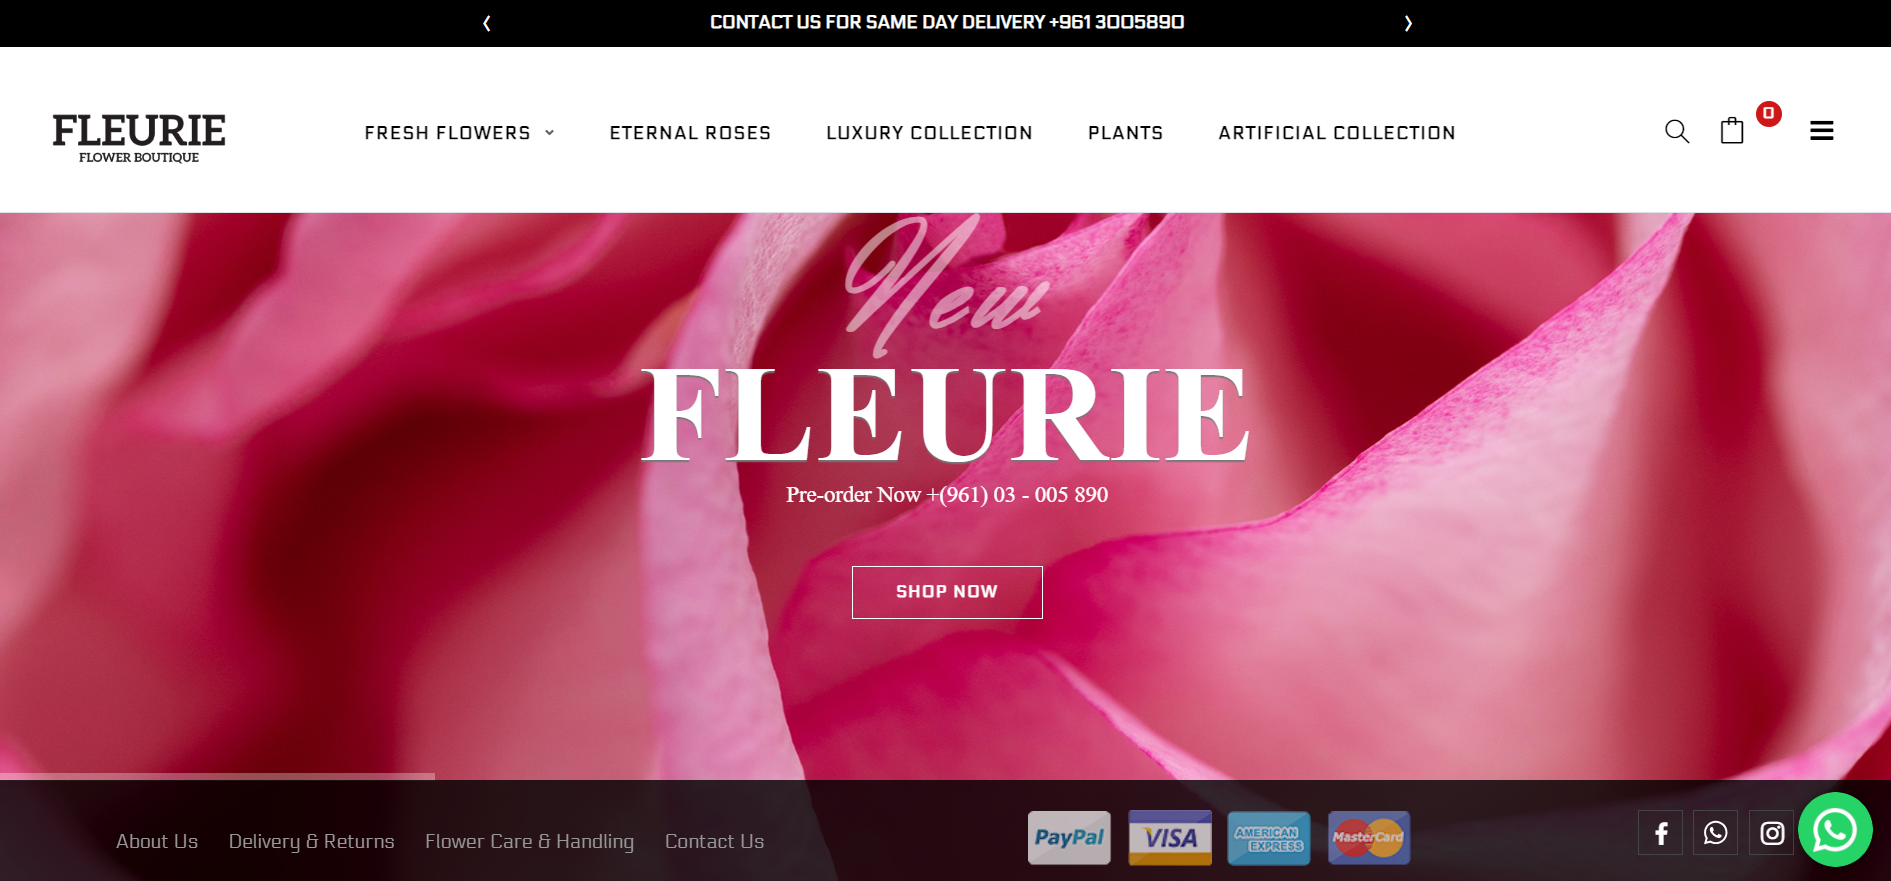 CONTACT US FOR SAME DAY DELIVERY +961 3005890
FLEURIE
FLOWER BOUTIQUE
FRESH FLOWERS
ETERNAL ROSES
LUXURY COLLECTION
PLANTS
ARTIFICIAL COLLECTION
0
New
FLEURIE
Pre-order Now +(961) 03 - 005 890
SHOP NOW
About Us
Delivery & Returns
Flower Care & Handling
Contact Us
PayPal
VISA
AMERICAN EXPRESS
MasterCard